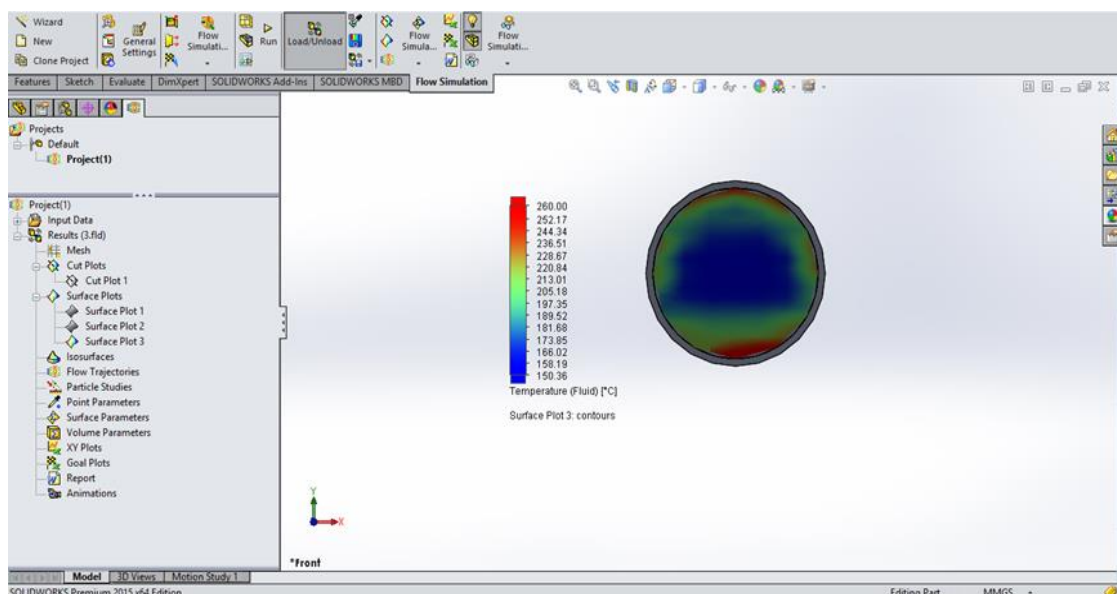 Wizard
New
Clone Project
General Settings
Flow Simulati...
Run
Load/Unload
Flow Simula...
Flow Simulati...
Features Sketch Evaluate DimXpert SOLIDWORKS Add-Ins SOLIDWORKS MBD Flow Simulation
Projects
Default
Project(1)
Project(1)
Input Data
Results (3.fld)
Mesh
Cut Plots
Cut Plot 1
Surface Plots
Surface Plot 1
Surface Plot 2
Surface Plot 3
Isosurfaces
Flow Trajectories
Particle Studies
Point Parameters
Surface Parameters
Volume Parameters
XY Plots
Goal Plots
Report
Animations
260.00
252.17
244.34
236.51
228.67
220.84
213.01
205.18
197.35
189.52
181.68
173.85
166.02
158.19
150.36
Temperature (Fluid) [°C]
Surface Plot 3: contours
Y
X
*Front
Model 3D Views Motion Study 1
SOLIDWORKS Premium 2015 x64 Edition Editing Part MMGS